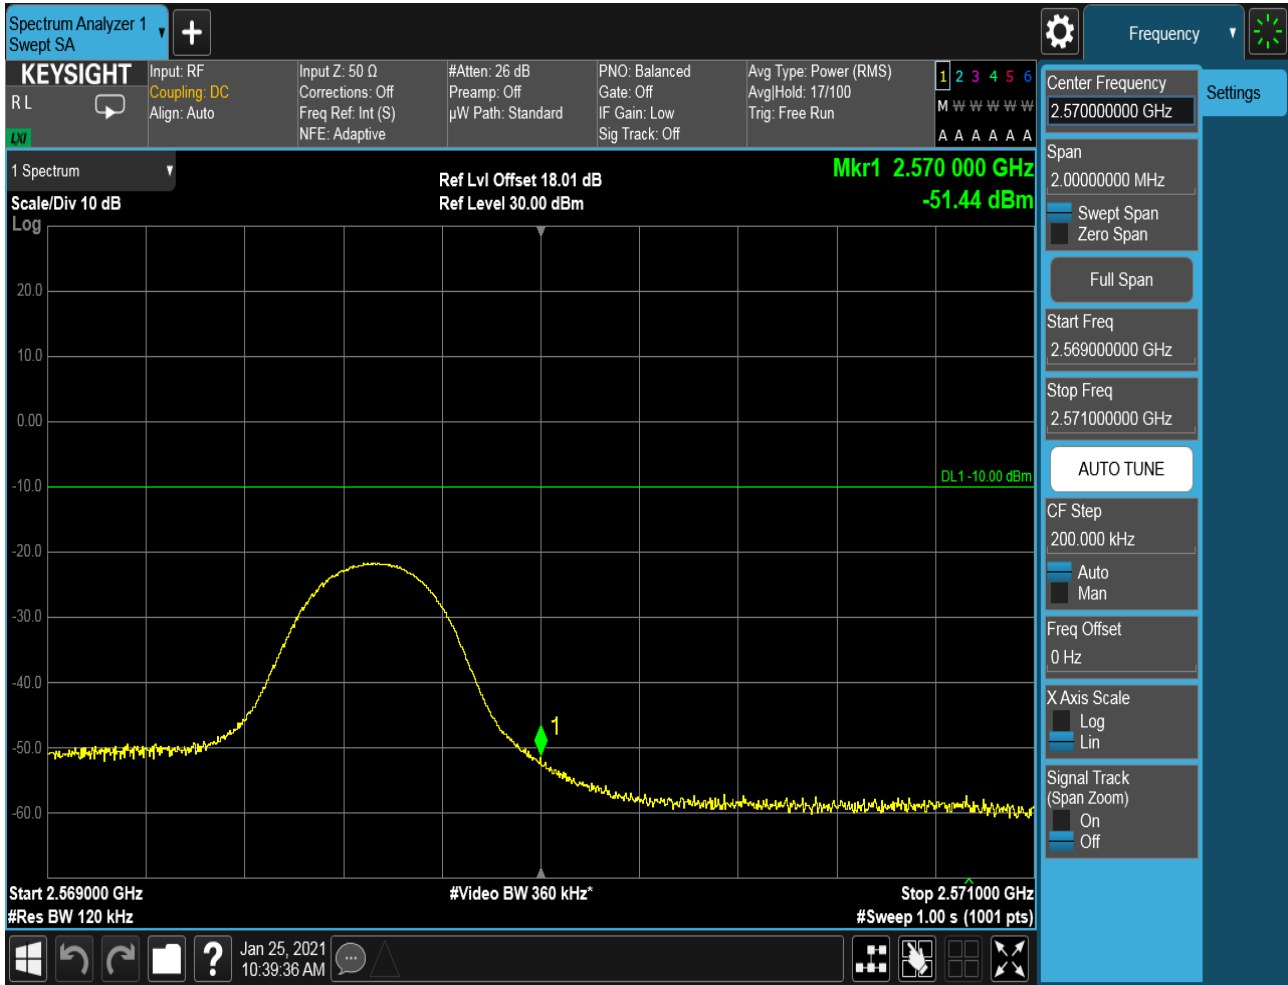 Spectrum Analyzer 1
Swept SA
Frequency
KEYSIGHT
R L
LXI
Input: RF
Coupling: DC
Align: Auto
Input Z: 50 Ω
Corrections: Off
Freq Ref: Int (S)
NFE: Adaptive
#Atten: 26 dB
Preamp: Off
µW Path: Standard
PNO: Balanced
Gate: Off
IF Gain: Low
Sig Track: Off
Avg Type: Power (RMS)
Avg|Hold: 17/100
Trig: Free Run
1 2 3 4 5 6
M W W W W W
A A A A A A
1 Spectrum
Scale/Div 10 dB
Log
Ref Lvl Offset 18.01 dB
Ref Level 30.00 dBm
Mkr1 2.570 000 GHz
-51.44 dBm
20.0
10.0
0.00
-10.0
-20.0
-30.0
-40.0
-50.0
-60.0
DL1 -10.00 dBm
1
Start 2.569000 GHz
#Res BW 120 kHz
#Video BW 360 kHz*
Stop 2.571000 GHz
#Sweep 1.00 s (1001 pts)
Center Frequency
2.570000000 GHz
Span
2.00000000 MHz
Swept Span
Zero Span
Full Span
Start Freq
2.569000000 GHz
Stop Freq
2.571000000 GHz
AUTO TUNE
CF Step
200.000 kHz
Auto
Man
Freq Offset
0 Hz
X Axis Scale
Log
Lin
Signal Track
(Span Zoom)
On
Off
Settings
?
Jan 25, 2021
10:39:36 AM